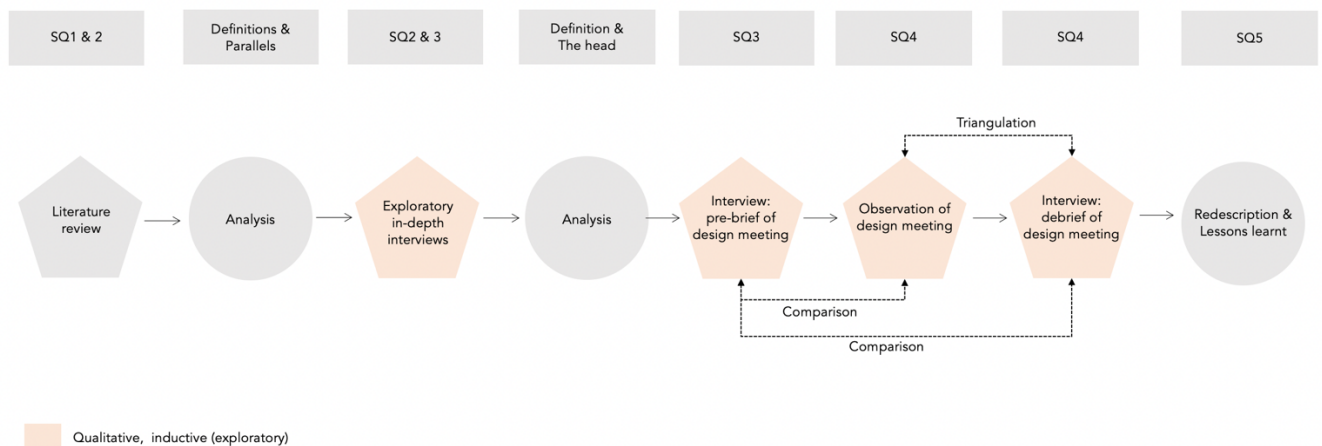 SQ1 & 2
Definitions &
Parallels
SQ2 & 3
Definition &
The head
SQ3
SQ4
SQ4
SQ5
Triangulation
Literature
review
Analysis
Exploratory
in-depth
interviews
Analysis
Interview:
pre-brief of
design meeting
Observation of
design meeting
Interview:
debrief of
design meeting
Redescription &
Lessons learnt
Comparison
Comparison
Qualitative, inductive (exploratory)